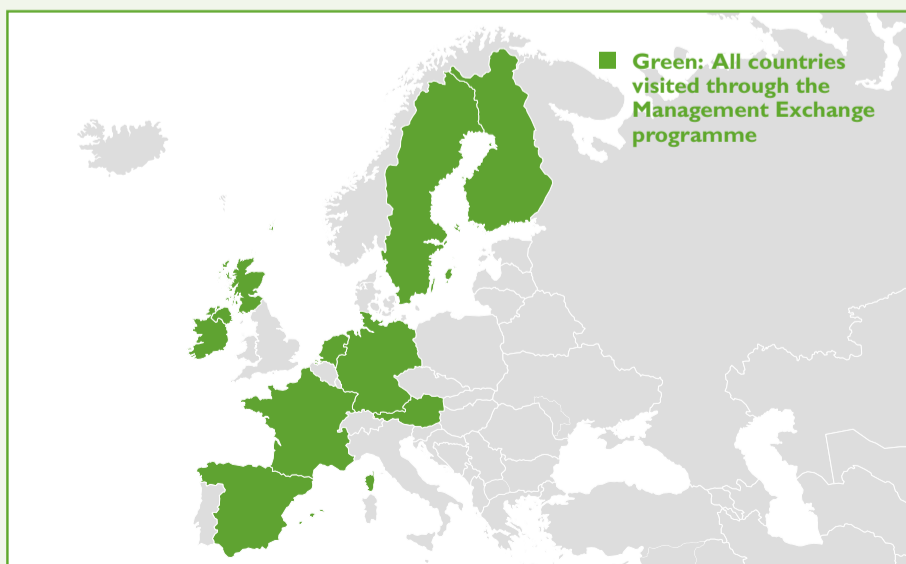 Green: All countries
visited through the
Management Exchange
programme